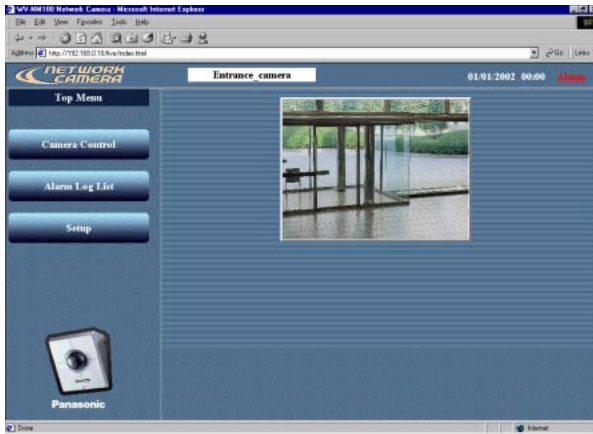 WV-NM100 Network Camera - Microsoft Internet Explorer
File Edit View Favorites Tools Help
Address http://192.168.0.10/live/index.html Go Links
NETWORK CAMERA
Entrance_camera
01/01/2002 00:00 Alarm
Top Menu
Camera Control
Alarm Log List
Setup
Panasonic
Done Internet